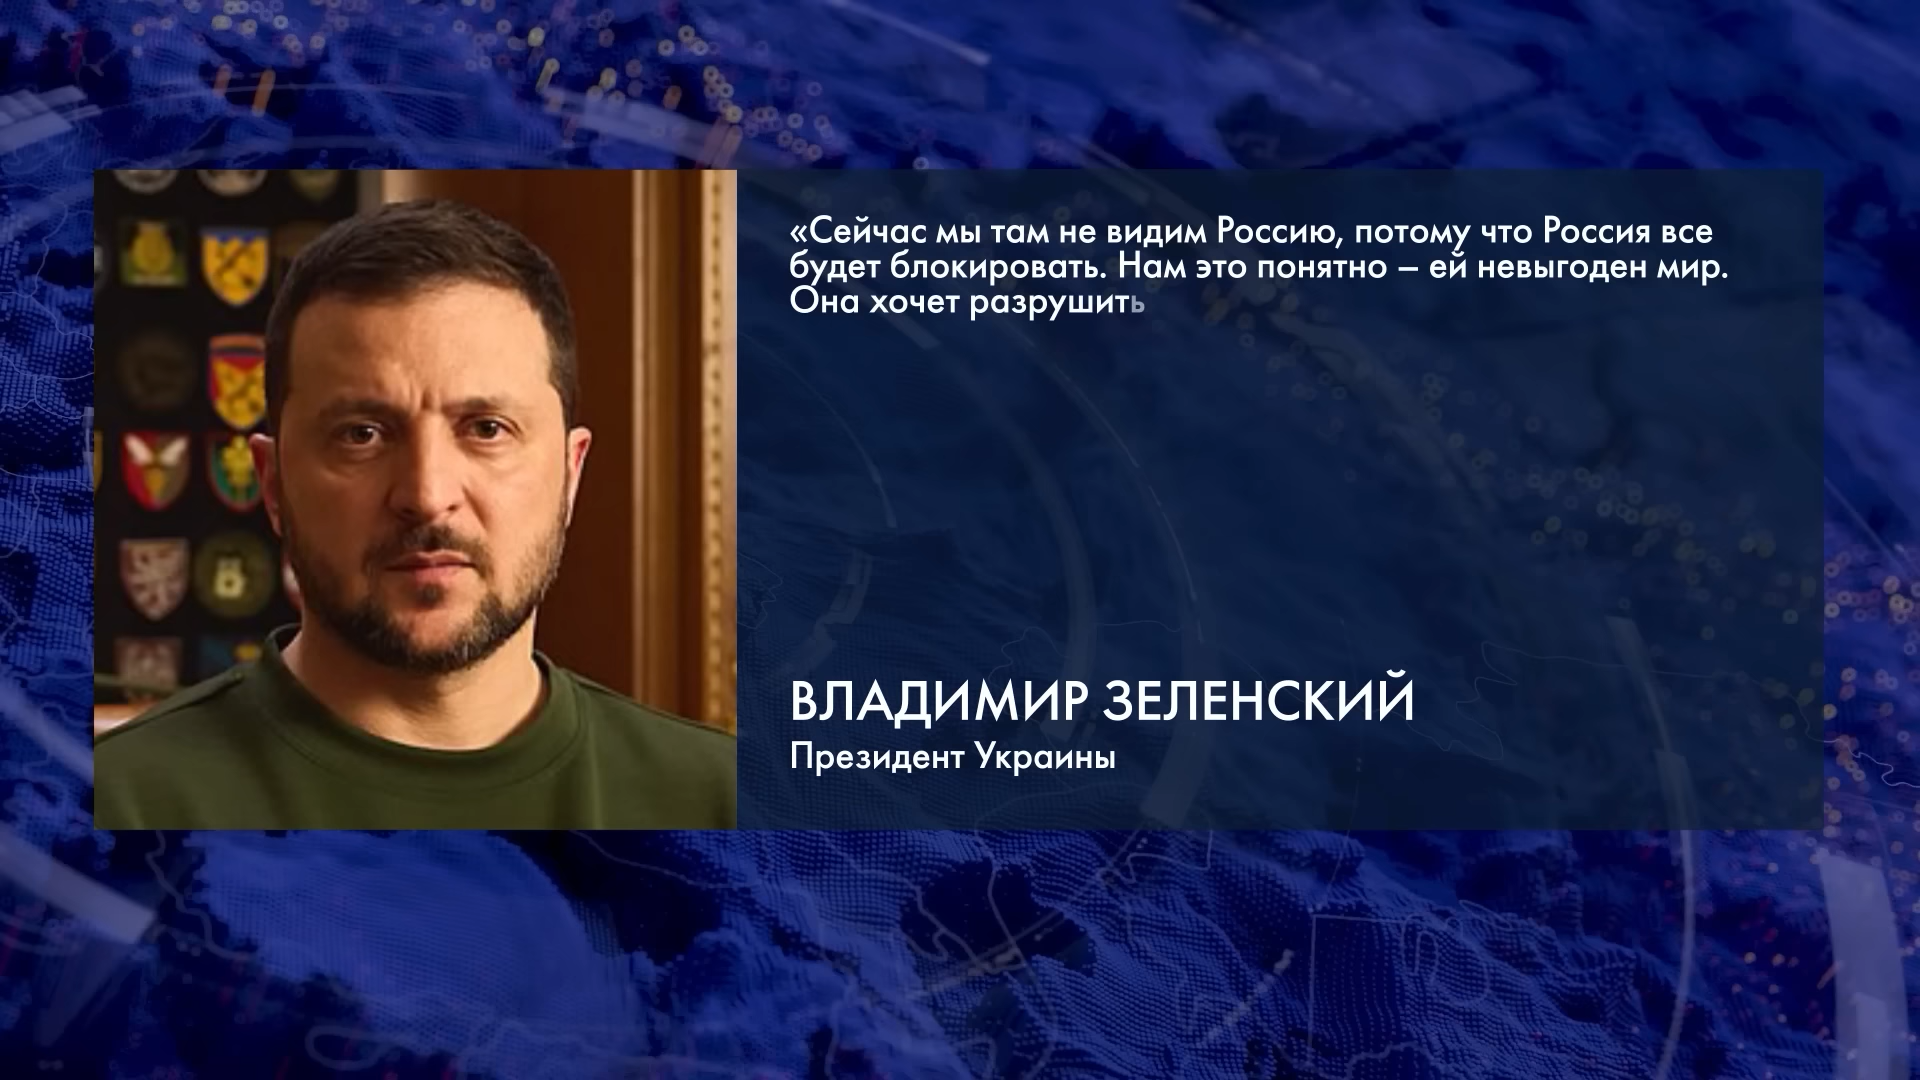 «Сейчас мы там не видим Россию, потому что Россия все
будет блокировать. Нам это понятно – ей невыгоден мир.
Она хочет разрушить
ВЛАДИМИР ЗЕЛЕНСКИЙ
Президент Украины